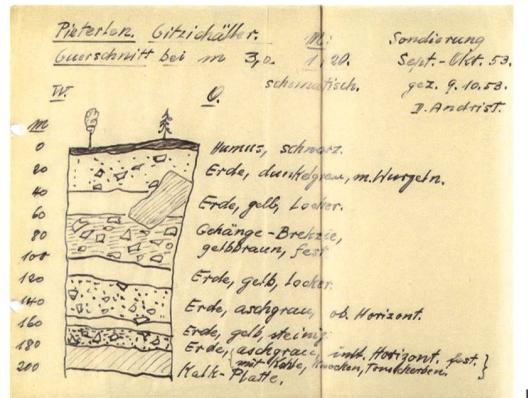 Pieterlen. Gitzichäller. M: Sondierung
Querschnitt bei m 3,0. 1:20. Sept.-Okt. 53.
schematisch. gez. 9.10.53.
D. Andrist.
W. O.
m
0 Humus, schwarz.
20 Erde, dunkelgrau, m. Wurzeln.
40
60 Erde, gelb, locker.
80 Gehänge-Brekzie,
100 gelbbraun, fest
120 Erde, gelb, locker.
140 Erde, aschgrau, ob. Horizont.
160 Erde, gelb, steinig.
180 Erde, (aschgrau, unt. Horizont. fest.
mit Kohle, Knochen, Tonscherben.
200 Kalk-Platte.